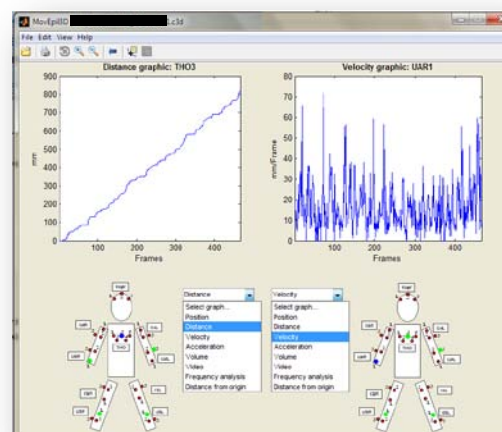 MovEpil3D .c3d
File Edit View Help
Distance graphic: THO3
Velocity graphic: UAR1
900
800
700
600
500
400
300
200
100
0
mm
100 200 300 400
Frames
80
70
60
50
40
30
20
10
0
mm/Frame
100 200 300 400
Frames
Distance
Select graph...
Position
Distance
Velocity
Acceleration
Volume
Video
Frequency analysis
Distance from origin
Velocity
Select graph...
Position
Distance
Velocity
Acceleration
Volume
Video
Frequency analysis
Distance from origin
THO